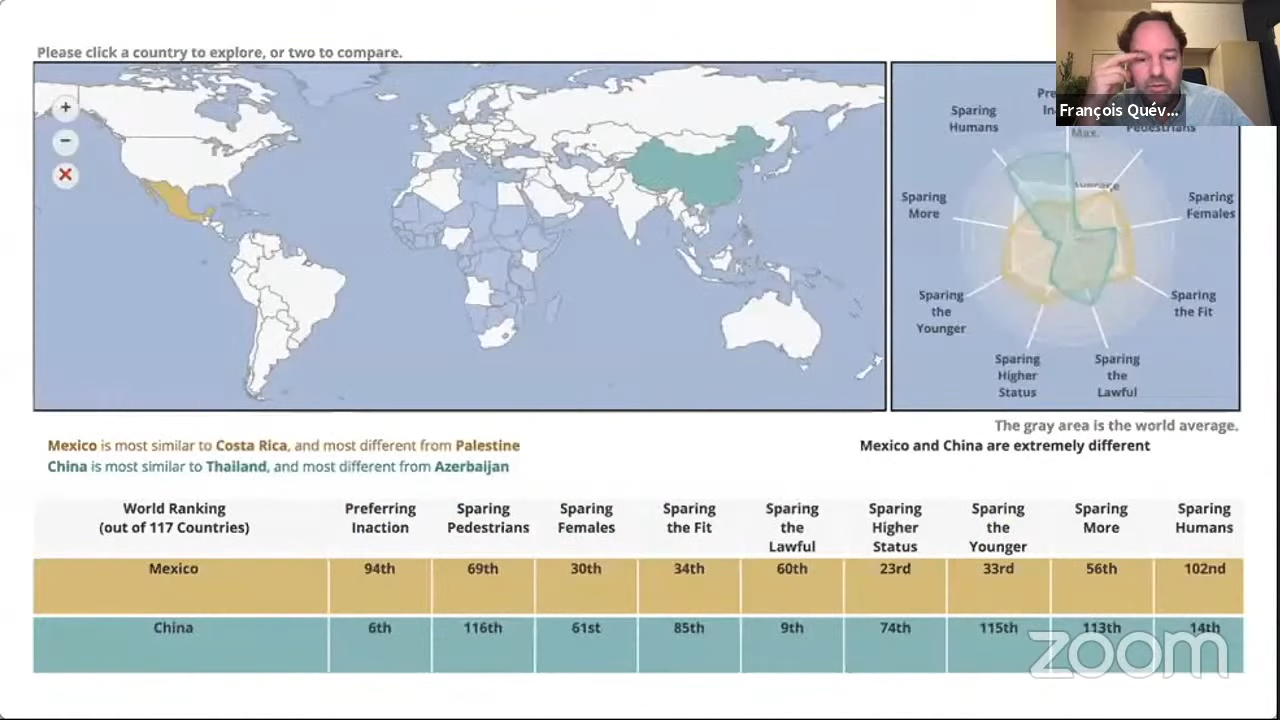 Please click a country to explore, or two to compare.
+
−
François Quév...
Sparing
Humans
Pre
In
Pedestrians
Max.
Average
Sparing
More
Sparing
Females
Sparing
the
Younger
Sparing
the Fit
Sparing
Higher
Status
Sparing
the
Lawful
The gray area is the world average.
Mexico is most similar to Costa Rica, and most different from Palestine
Mexico and China are extremely different
China is most similar to Thailand, and most different from Azerbaijan
World Ranking
(out of 117 Countries)
Preferring
Inaction
Sparing
Pedestrians
Sparing
Females
Sparing
the Fit
Sparing
the
Lawful
Sparing
Higher
Status
Sparing
the
Younger
Sparing
More
Sparing
Humans
Mexico 94th 69th 30th 34th 60th 23rd 33rd 56th 102nd
China 6th 116th 61st 85th 9th 74th 115th 113th 14th
zoom